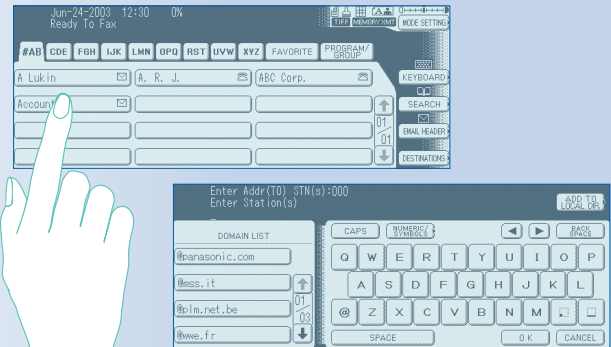 Jun-24-2003 12:30 0%
Ready To Fax
TIFF MEMORY XMT MODE SETTING
#AB CDE FGH IJK LMN OPQ RST UVW XYZ FAVORITE PROGRAM/
GROUP
KEYBOARD
A Lukin A. R. J. ABC Corp.
SEARCH
Account
01
01
EMAIL HEADER
DESTINATIONS
Enter Addr(TO) STN(s):000
Enter Station(s)
ADD TO
LOCAL DIR.
DOMAIN LIST
CAPS NUMERIC/
SYMBOLS BACK
SPACE
@panasonic.com
Q W E R T Y U I O P
@mss.it
A S D F G H J K L
01
03
@plm.net.be
@ Z X C V B N M
@wwe.fr
SPACE OK CANCEL